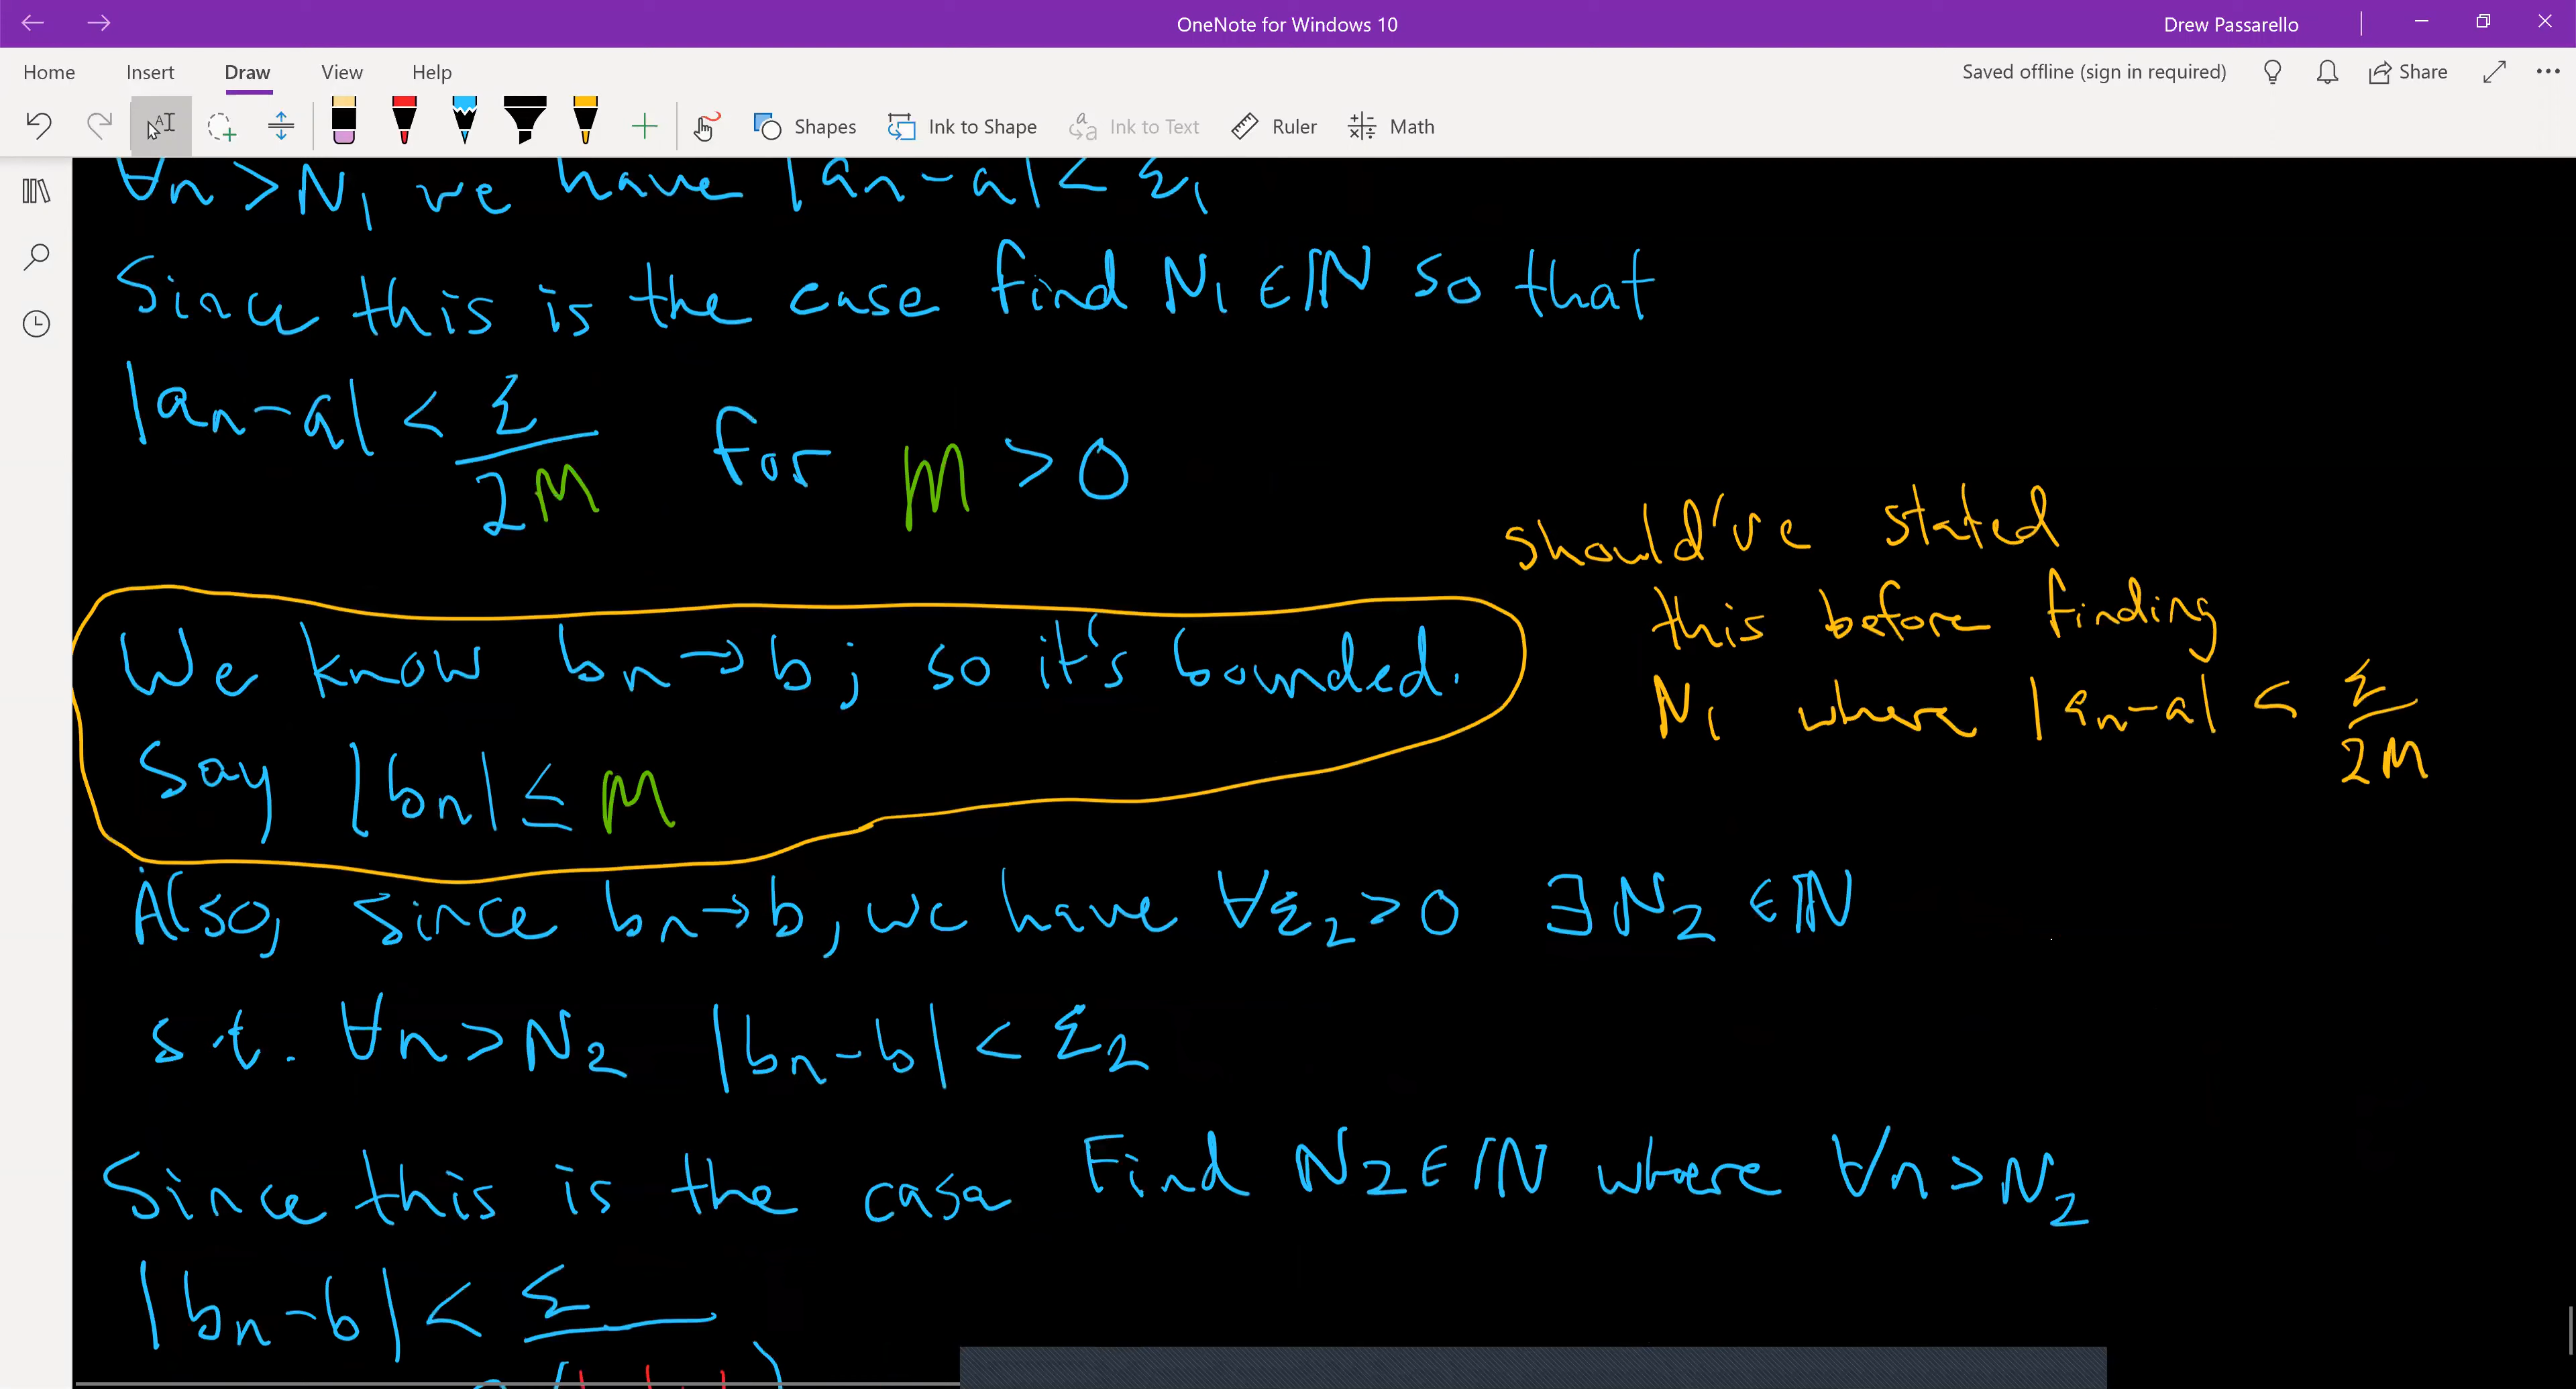 OneNote for Windows 10
Drew Passarello
Home Insert Draw View Help
Saved offline (sign in required) Share
Shapes Ink to Shape Ink to Text Ruler Math
∀n > N₁ we have |an - a| < ε₁
Since this is the case find N₁ ∈ ℕ so that
|an - a| < ε/2M for M > 0
We know bn → b; so it's bounded.
Say |bn| ≤ M
should've stated
this before finding
N₁ where |an - a| < ε/2M
Also, since bn → b, we have ∀ε₂ > 0 ∃N₂ ∈ ℕ
s.t. ∀n > N₂ |bn - b| < ε₂
Since this is the case Find N₂ ∈ ℕ where ∀n > N₂
|bn - b| < ε